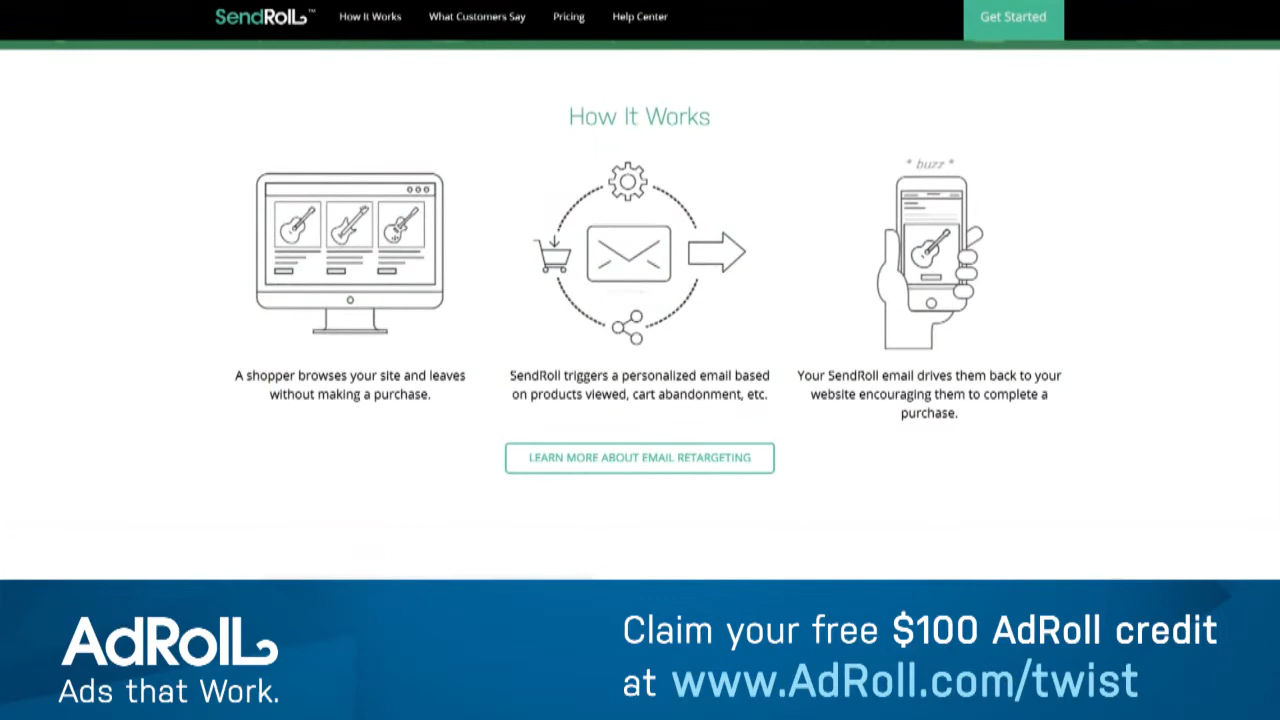 SendRoll™ How It Works What Customers Say Pricing Help Center Get Started
How It Works
* buzz *
A shopper browses your site and leaves
without making a purchase.
SendRoll triggers a personalized email based
on products viewed, cart abandonment, etc.
Your SendRoll email drives them back to your
website encouraging them to complete a
purchase.
LEARN MORE ABOUT EMAIL RETARGETING
AdRoll
Ads that Work.
Claim your free $100 AdRoll credit
at www.AdRoll.com/twist